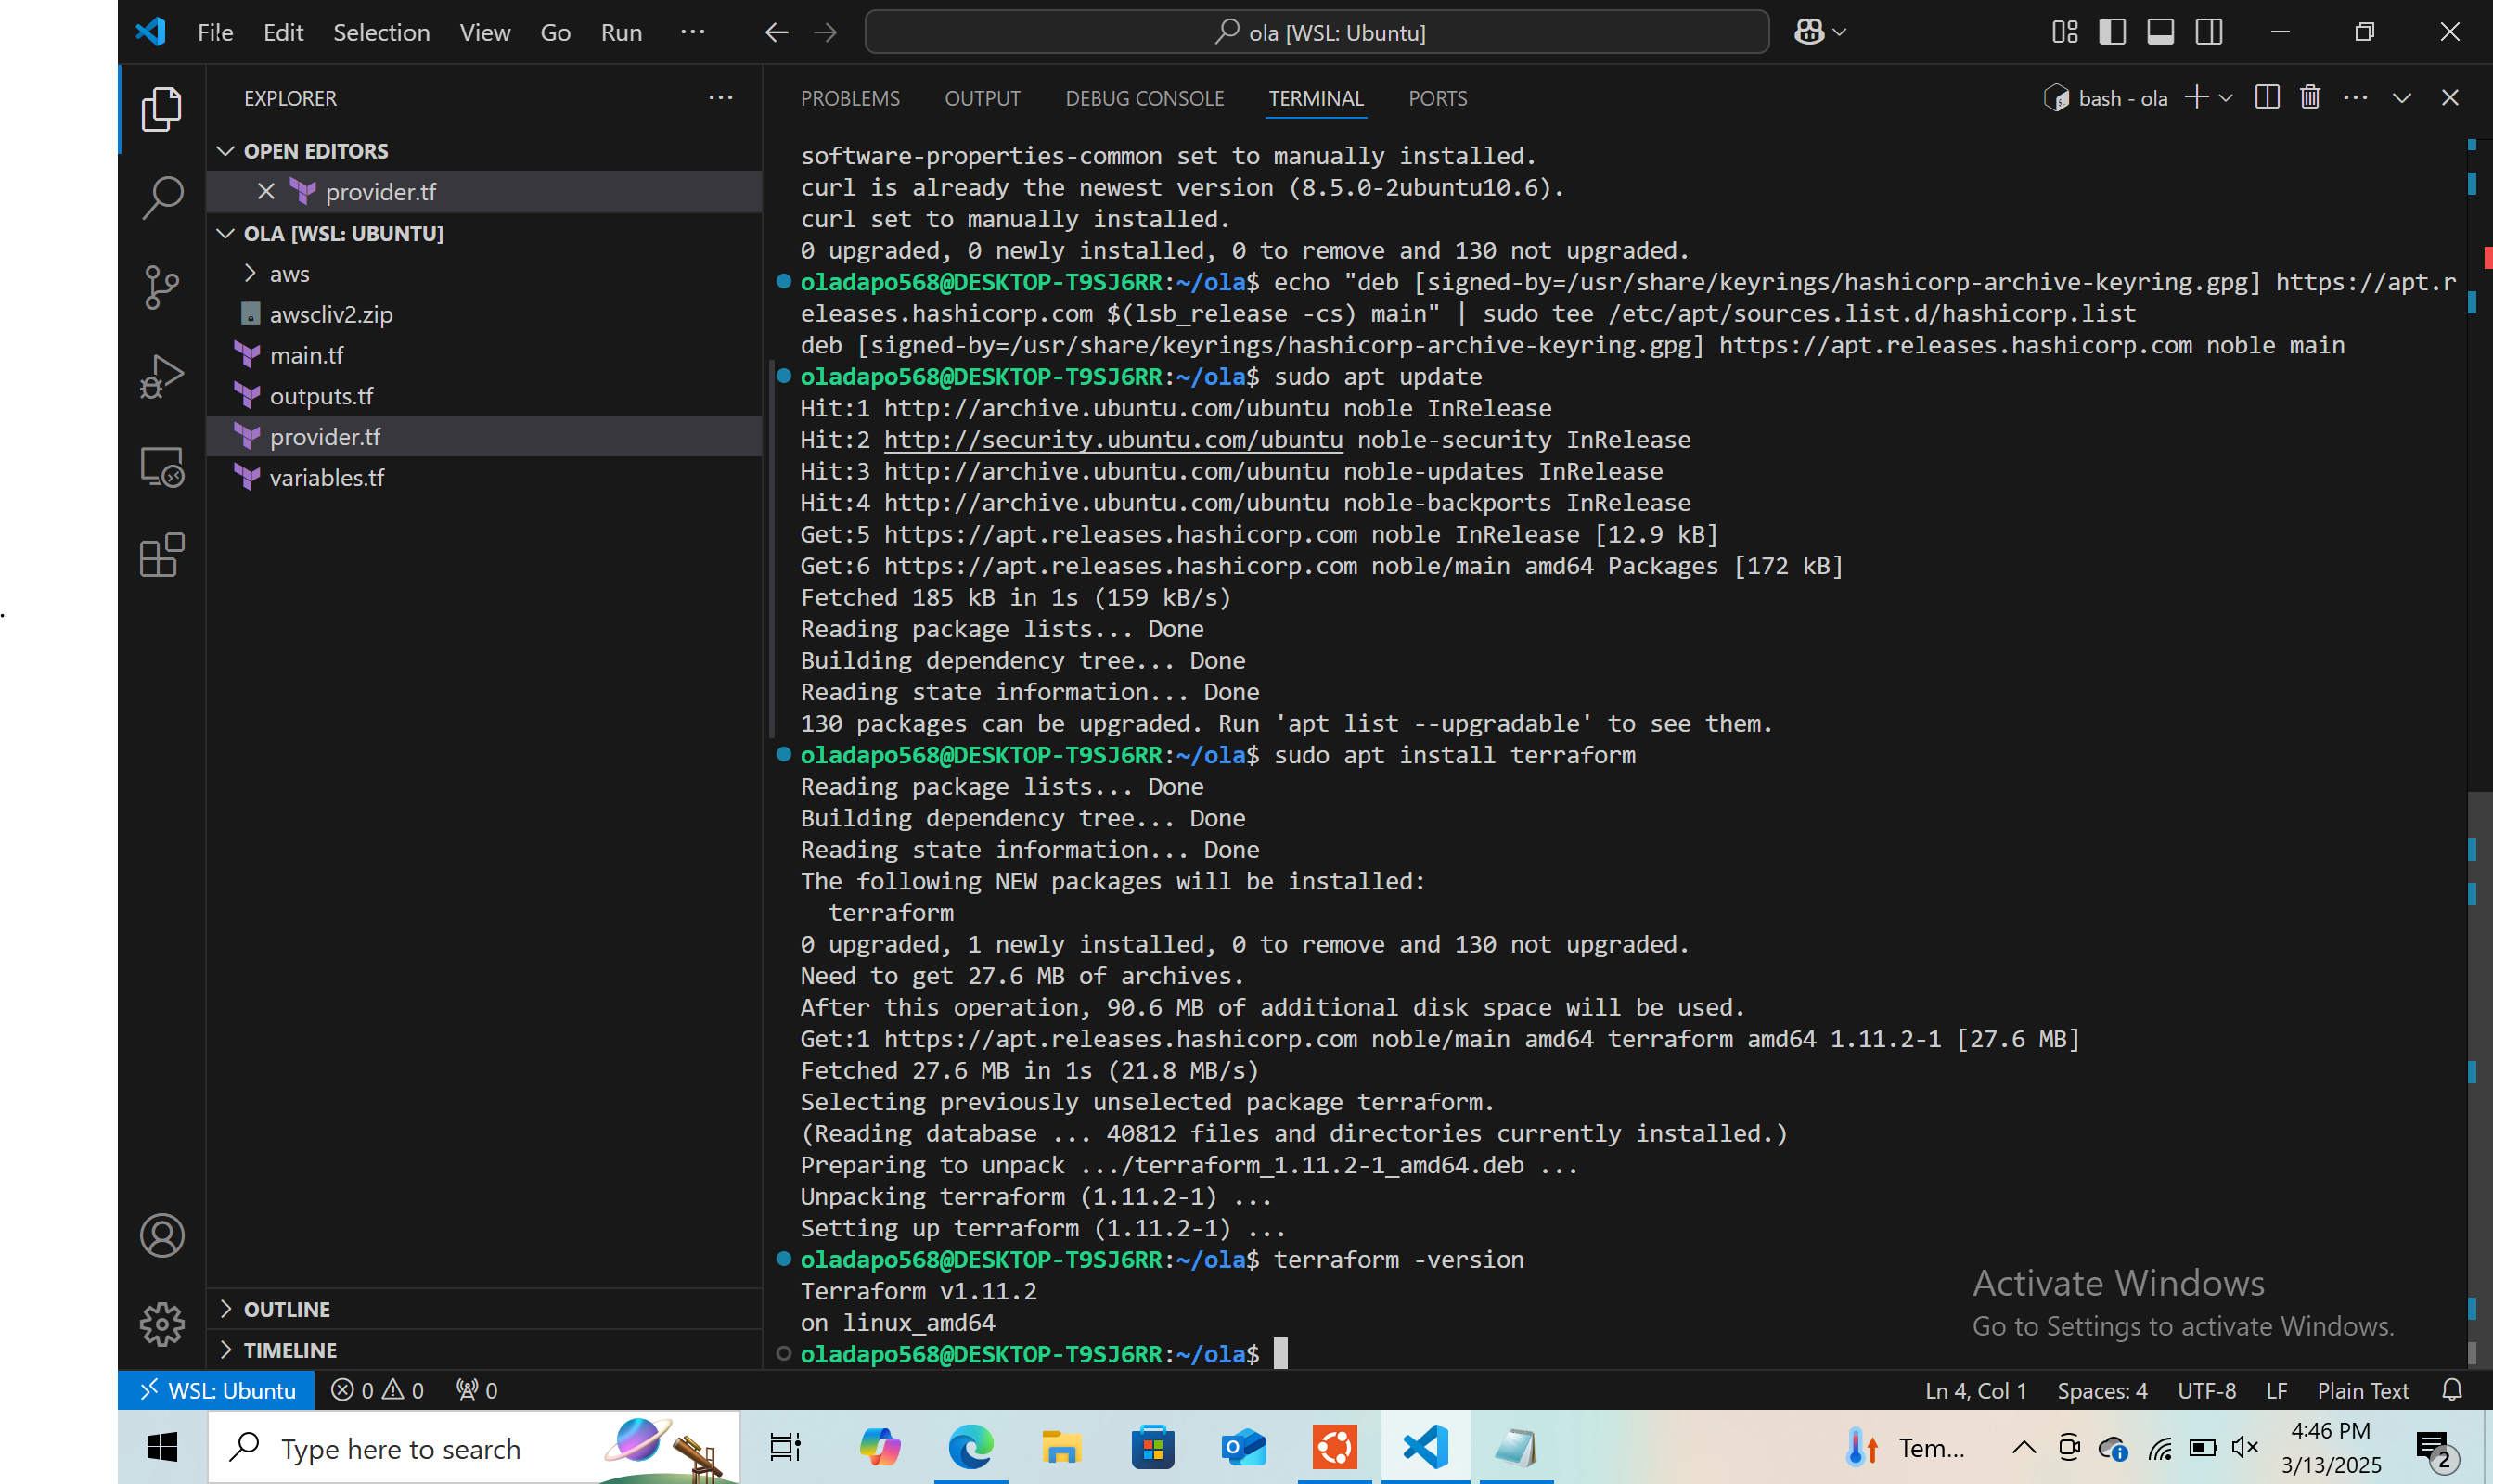 File Edit Selection View Go Run ···
ola [WSL: Ubuntu]
EXPLORER ···
OPEN EDITORS
provider.tf
OLA [WSL: UBUNTU]
aws
awscliv2.zip
main.tf
outputs.tf
provider.tf
variables.tf
OUTLINE
TIMELINE
PROBLEMS OUTPUT DEBUG CONSOLE TERMINAL PORTS
bash - ola
software-properties-common set to manually installed.
curl is already the newest version (8.5.0-2ubuntu10.6).
curl set to manually installed.
0 upgraded, 0 newly installed, 0 to remove and 130 not upgraded.
oladapo568@DESKTOP-T9SJ6RR:~/ola$ echo "deb [signed-by=/usr/share/keyrings/hashicorp-archive-keyring.gpg] https://apt.r
eleases.hashicorp.com $(lsb_release -cs) main" | sudo tee /etc/apt/sources.list.d/hashicorp.list
deb [signed-by=/usr/share/keyrings/hashicorp-archive-keyring.gpg] https://apt.releases.hashicorp.com noble main
oladapo568@DESKTOP-T9SJ6RR:~/ola$ sudo apt update
Hit:1 http://archive.ubuntu.com/ubuntu noble InRelease
Hit:2 http://security.ubuntu.com/ubuntu noble-security InRelease
Hit:3 http://archive.ubuntu.com/ubuntu noble-updates InRelease
Hit:4 http://archive.ubuntu.com/ubuntu noble-backports InRelease
Get:5 https://apt.releases.hashicorp.com noble InRelease [12.9 kB]
Get:6 https://apt.releases.hashicorp.com noble/main amd64 Packages [172 kB]
Fetched 185 kB in 1s (159 kB/s)
Reading package lists... Done
Building dependency tree... Done
Reading state information... Done
130 packages can be upgraded. Run 'apt list --upgradable' to see them.
oladapo568@DESKTOP-T9SJ6RR:~/ola$ sudo apt install terraform
Reading package lists... Done
Building dependency tree... Done
Reading state information... Done
The following NEW packages will be installed:
  terraform
0 upgraded, 1 newly installed, 0 to remove and 130 not upgraded.
Need to get 27.6 MB of archives.
After this operation, 90.6 MB of additional disk space will be used.
Get:1 https://apt.releases.hashicorp.com noble/main amd64 terraform amd64 1.11.2-1 [27.6 MB]
Fetched 27.6 MB in 1s (21.8 MB/s)
Selecting previously unselected package terraform.
(Reading database ... 40812 files and directories currently installed.)
Preparing to unpack .../terraform_1.11.2-1_amd64.deb ...
Unpacking terraform (1.11.2-1) ...
Setting up terraform (1.11.2-1) ...
oladapo568@DESKTOP-T9SJ6RR:~/ola$ terraform -version
Terraform v1.11.2
on linux_amd64
oladapo568@DESKTOP-T9SJ6RR:~/ola$
Activate Windows
Go to Settings to activate Windows.
WSL: Ubuntu 0 0 0 Ln 4, Col 1 Spaces: 4 UTF-8 LF Plain Text
Type here to search
Tem...
4:46 PM
3/13/2025
2